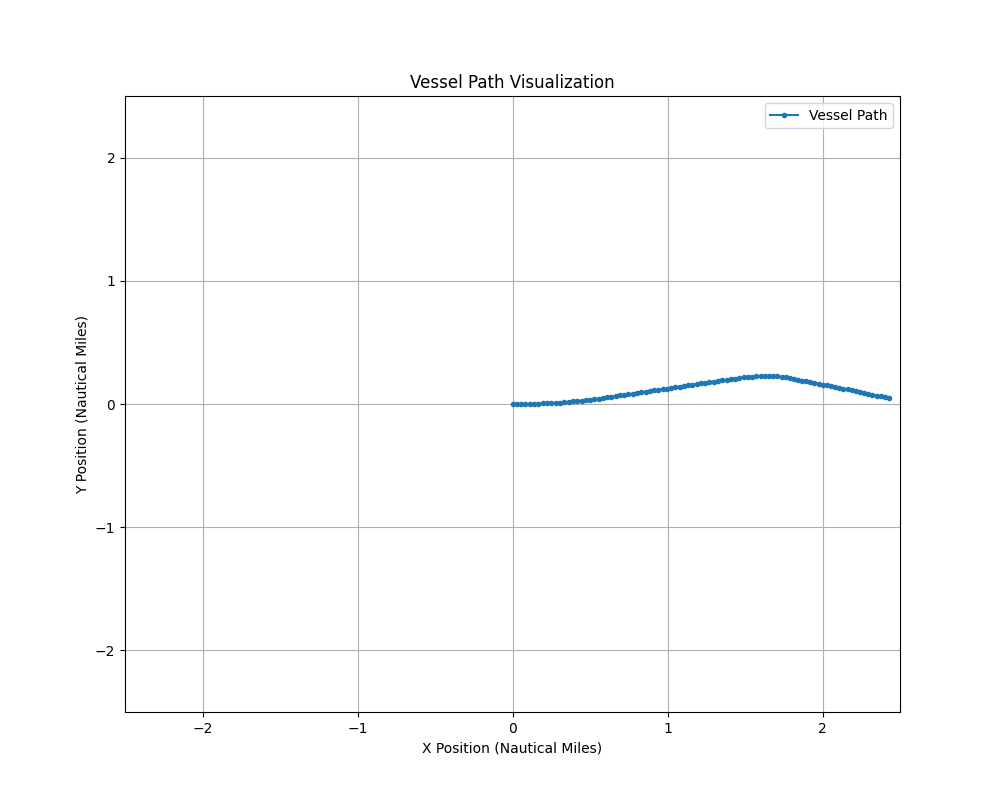 Vessel Path Visualization
Vessel Path
2
1
0
−1
−2
Y Position (Nautical Miles)
−2
−1
0
1
2
X Position (Nautical Miles)